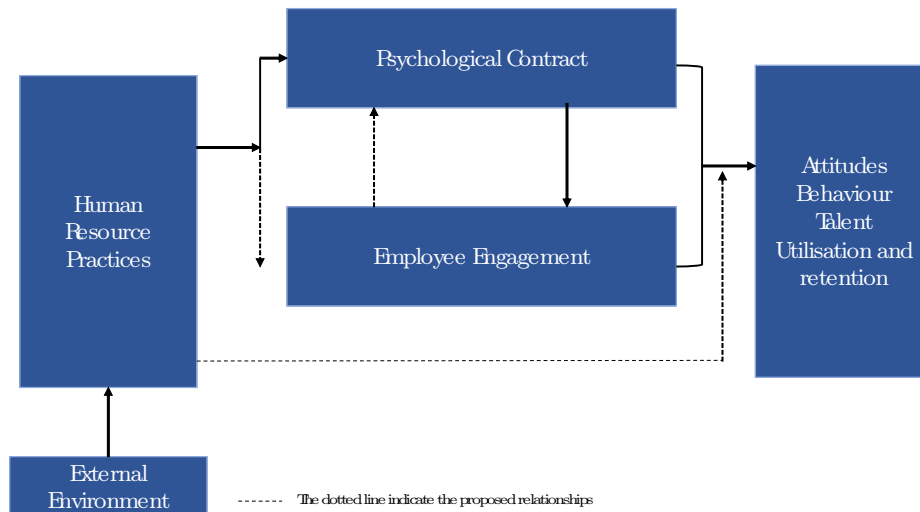 Psychological Contract
Human
Resource
Practices
Employee Engagement
Attitudes
Behaviour
Talent
Utilisation and
retention
External
Environment
The dotted line indicate the proposed relationships